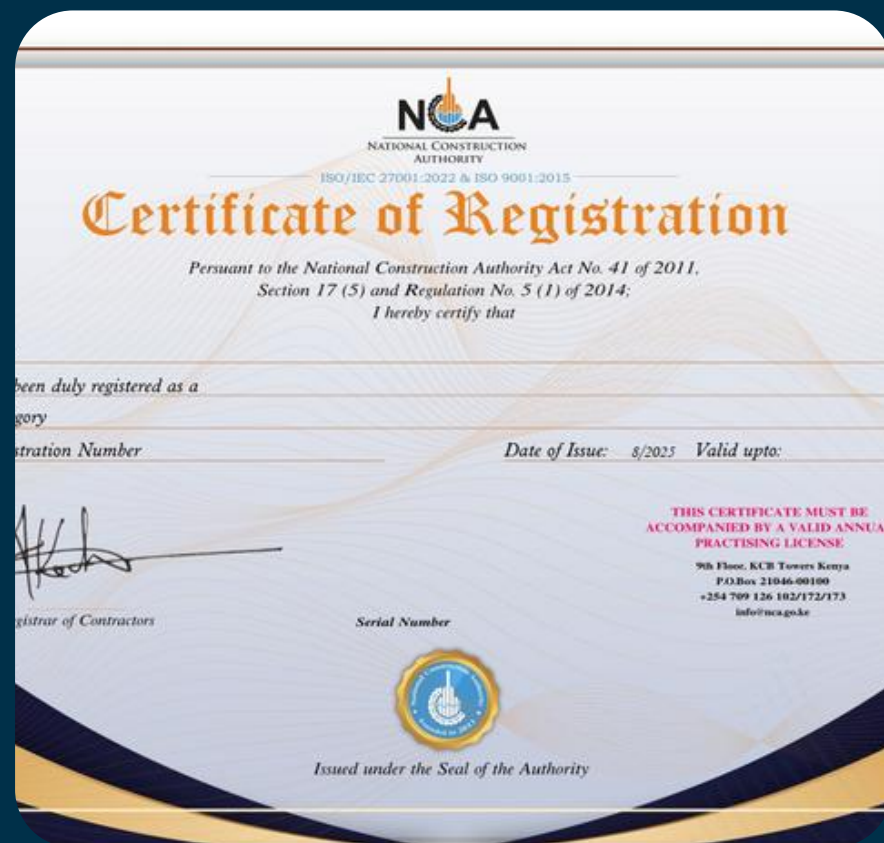 NCA
NATIONAL CONSTRUCTION
AUTHORITY
ISO/IEC 27001:2022 & ISO 9001:2015
Certificate of Registration
Persuant to the National Construction Authority Act No. 41 of 2011,
Section 17 (5) and Regulation No. 5 (1) of 2014;
I hereby certify that
been duly registered as a
gory
stration Number Date of Issue: 8/2025 Valid upto:
THIS CERTIFICATE MUST BE
ACCOMPANIED BY A VALID ANNUA
PRACTISING LICENSE
9th Floor, KCB Towers Kenya
P.O.Box 21046-00100
+254 709 126 102/172/173
info@nca.go.ke
gistrar of Contractors Serial Number
National Construction Authority
Issued under the Seal of the Authority